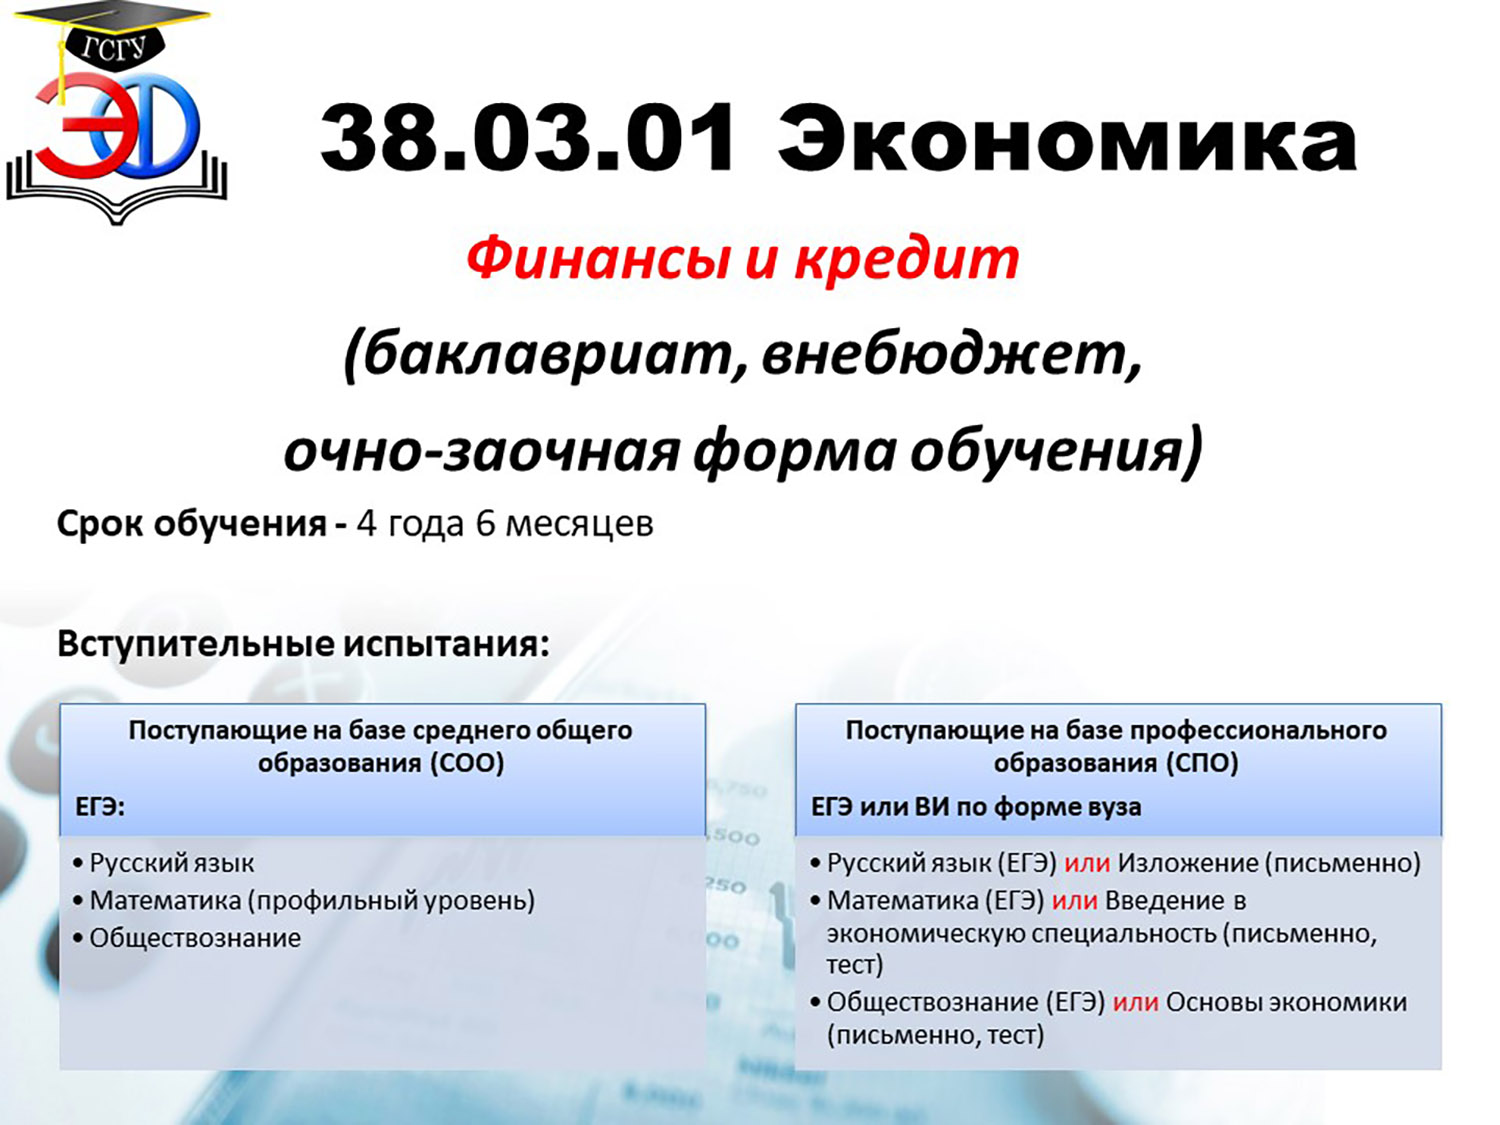 ГСГУ
ЭФ
38.03.01 Экономика
Финансы и кредит
(баклавриат, внебюджет,
очно-заочная форма обучения)
Срок обучения - 4 года 6 месяцев
Вступительные испытания:
Поступающие на базе среднего общего
образования (СОО)
ЕГЭ:
• Русский язык
• Математика (профильный уровень)
• Обществознание
Поступающие на базе профессионального
образования (СПО)
ЕГЭ или ВИ по форме вуза
• Русский язык (ЕГЭ) или Изложение (письменно)
• Математика (ЕГЭ) или Введение в
экономическую специальность (письменно,
тест)
• Обществознание (ЕГЭ) или Основы экономики
(письменно, тест)